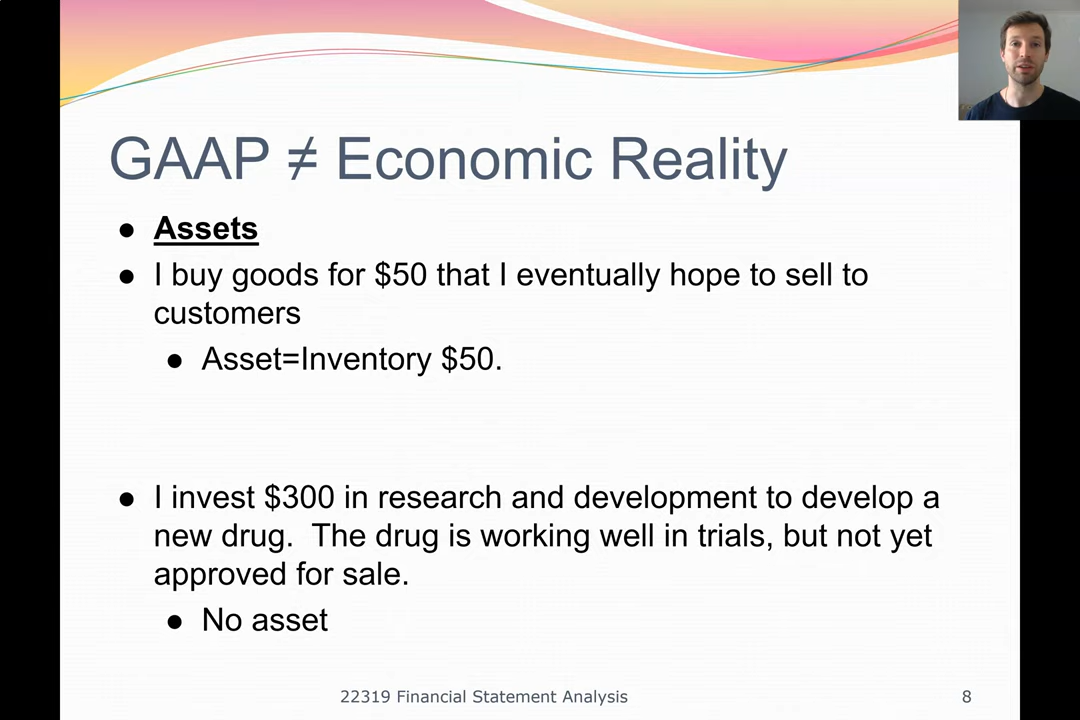 GAAP ≠ Economic Reality
● Assets
● I buy goods for $50 that I eventually hope to sell to
customers
● Asset=Inventory $50.
● I invest $300 in research and development to develop a
new drug.  The drug is working well in trials, but not yet
approved for sale.
● No asset
22319 Financial Statement Analysis
8